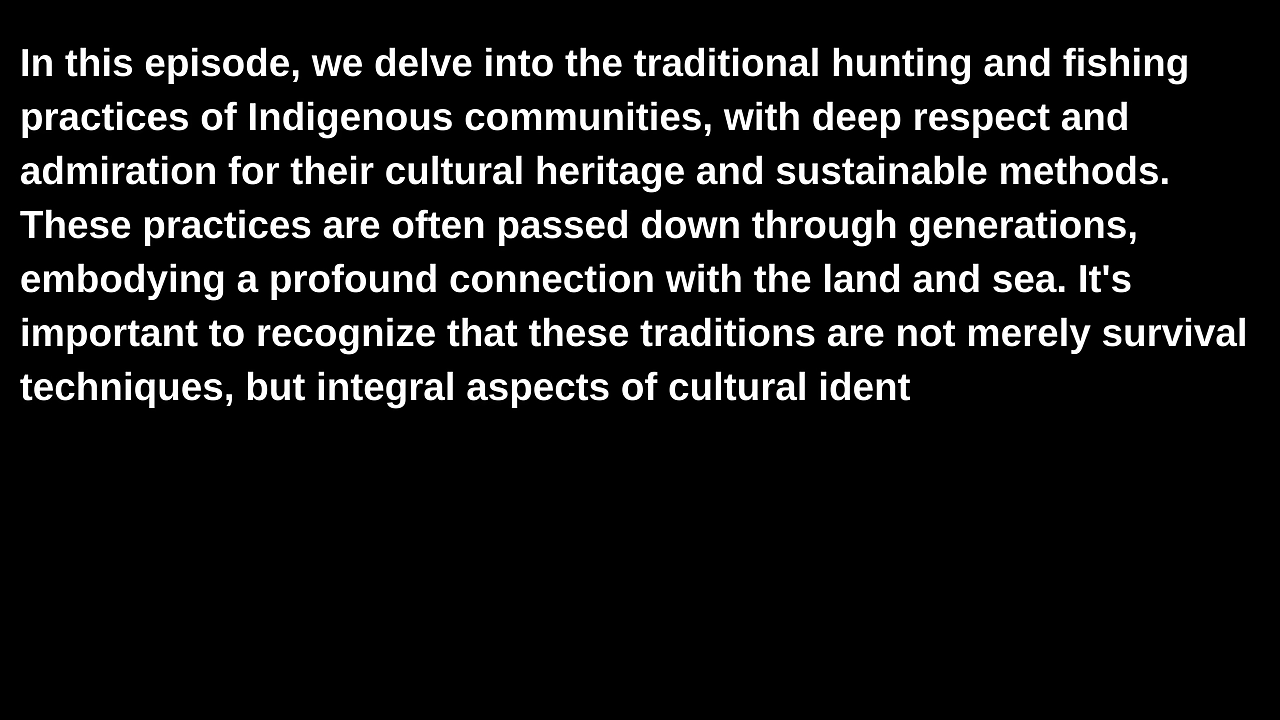 In this episode, we delve into the traditional hunting and fishing
practices of Indigenous communities, with deep respect and
admiration for their cultural heritage and sustainable methods.
These practices are often passed down through generations,
embodying a profound connection with the land and sea. It's
important to recognize that these traditions are not merely survival
techniques, but integral aspects of cultural ident